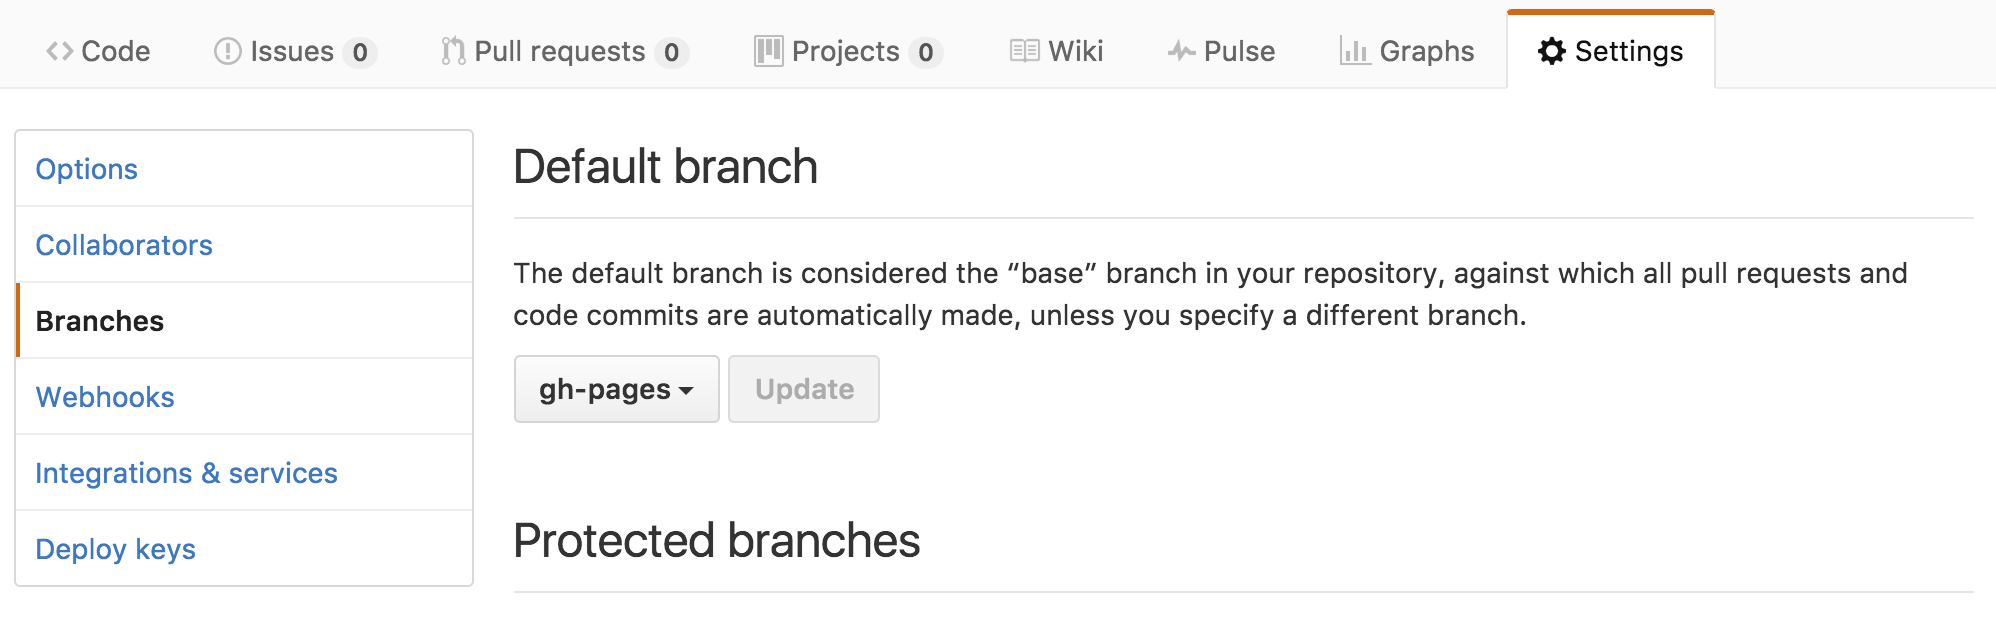 Code Issues 0 Pull requests 0 Projects 0 Wiki Pulse Graphs Settings
Options
Collaborators
Branches
Webhooks
Integrations & services
Deploy keys
Default branch
The default branch is considered the “base” branch in your repository, against which all pull requests and
code commits are automatically made, unless you specify a different branch.
gh-pages Update
Protected branches